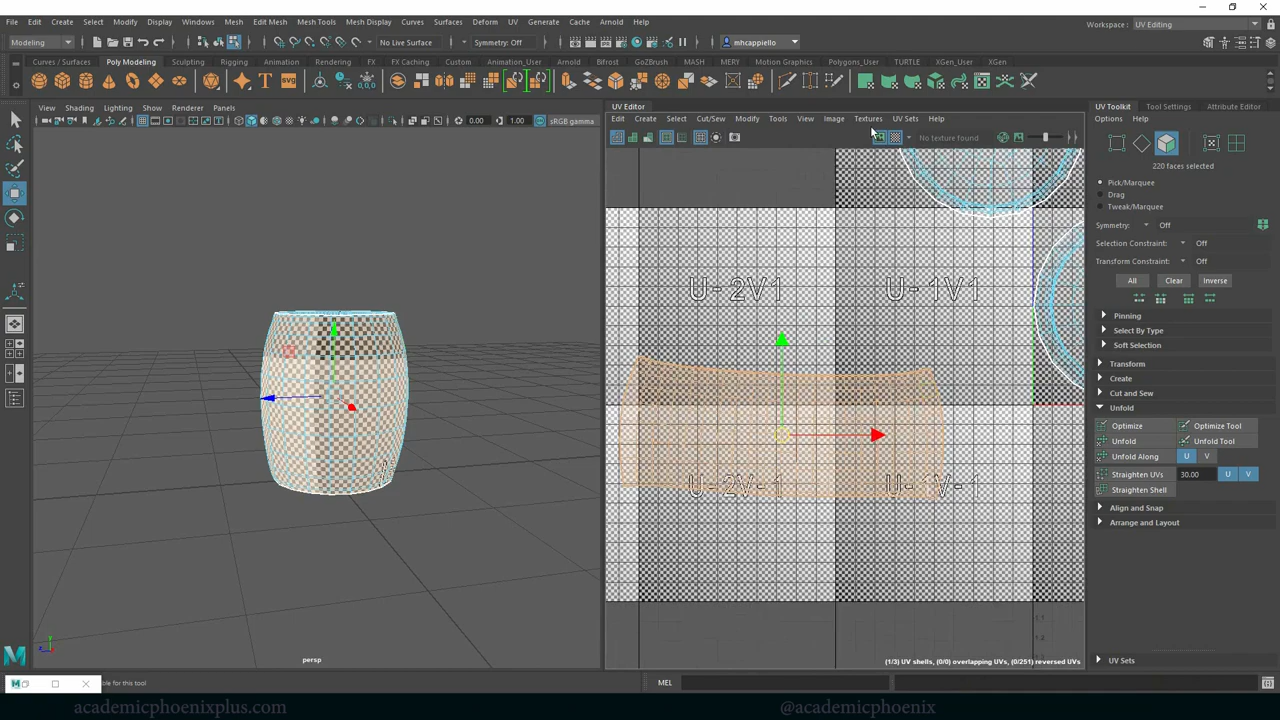 File Edit Create Select Modify Display Windows Mesh Edit Mesh Mesh Tools Mesh Display Curves Surfaces Deform UV Generate Cache Arnold Help
Workspace : UV Editing
Modeling No Live Surface Symmetry: Off mhcappiello
Curves / Surfaces Poly Modeling Sculpting Rigging Animation Rendering FX FX Caching Custom Animation_User Arnold Bifrost GoZBrush MASH MERY Motion Graphics Polygons_User TURTLE XGen_User XGen
View Shading Lighting Show Renderer Panels
0.00 1.00 sRGB gamma
persp
UV Editor
Edit Create Select Cut/Sew Modify Tools View Image Textures UV Sets Help
No texture found
U-2V1 U-1V1
U-2V-1 U-1V-1
(1/3) UV shells, (0/0) overlapping UVs, (0/251) reversed UVs
UV Toolkit Tool Settings Attribute Editor
Options Help
220 faces selected
Pick/Marquee
Drag
Tweak/Marquee
Symmetry: Off
Selection Constraint: Off
Transform Constraint: Off
All Clear Inverse
Pinning
Select By Type
Soft Selection
Transform
Create
Cut and Sew
Unfold
Optimize Optimize Tool
Unfold Unfold Tool
Unfold Along U V
Straighten UVs 30.00 U V
Straighten Shell
Align and Snap
Arrange and Layout
UV Sets
ble for this tool
MEL
academicphoenixplus.com @academicphoenix